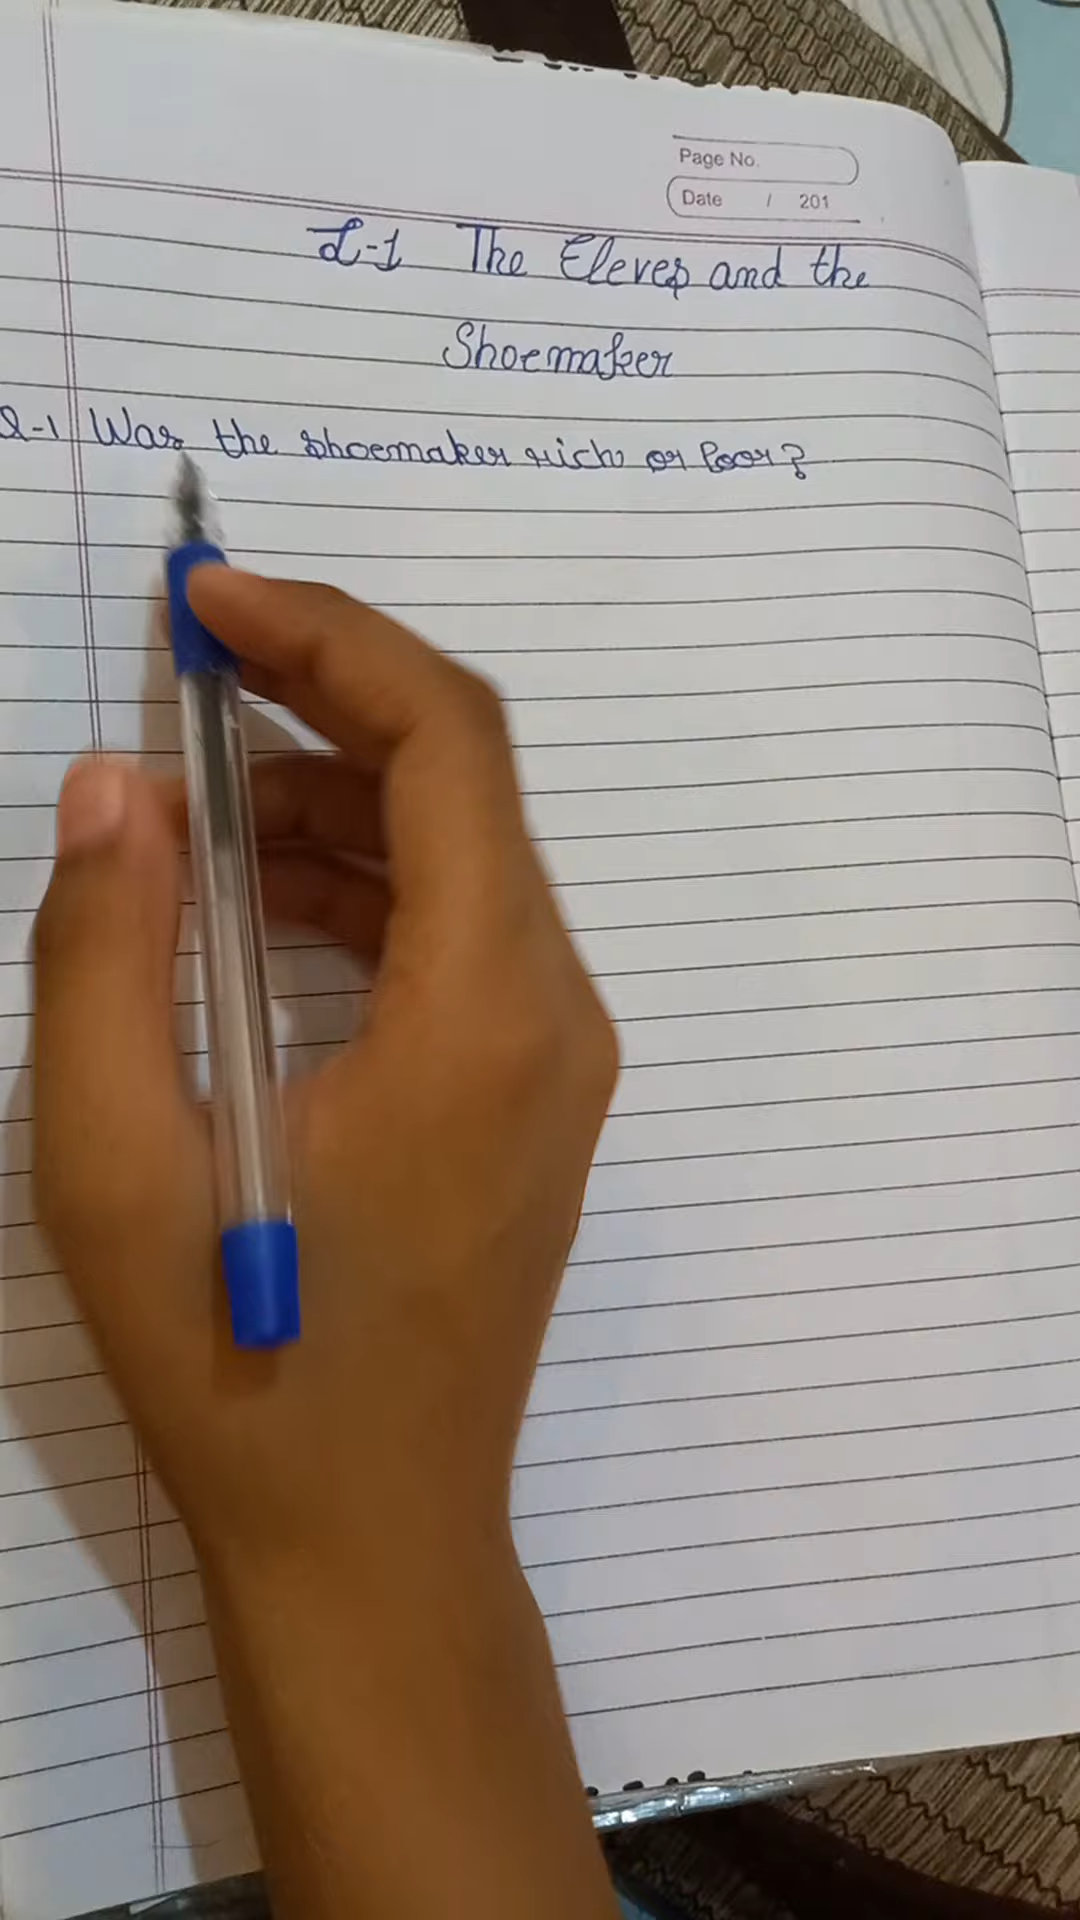 Page No.
Date / 201
L-1 The Eleves and the
Shoemaker
Q-1 Was the shoemaker rich or Poor?